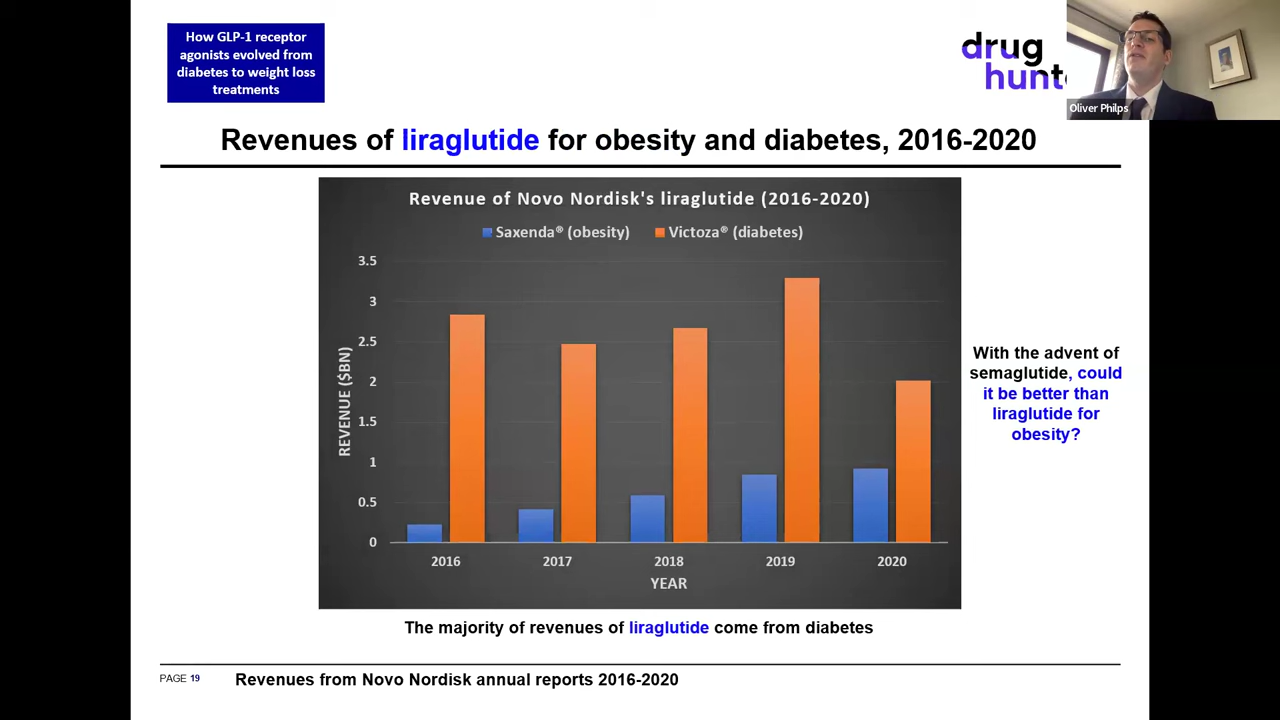 How GLP-1 receptor
agonists evolved from
diabetes to weight loss
treatments
drug
hunt
Oliver Philps
Revenues of liraglutide for obesity and diabetes, 2016-2020
Revenue of Novo Nordisk's liraglutide (2016-2020)
Saxenda® (obesity) Victoza® (diabetes)
3.5
3
2.5
2
1.5
1
0.5
0
REVENUE ($BN)
2016 2017 2018 2019 2020
YEAR
With the advent of
semaglutide, could
it be better than
liraglutide for
obesity?
The majority of revenues of liraglutide come from diabetes
PAGE 19
Revenues from Novo Nordisk annual reports 2016-2020